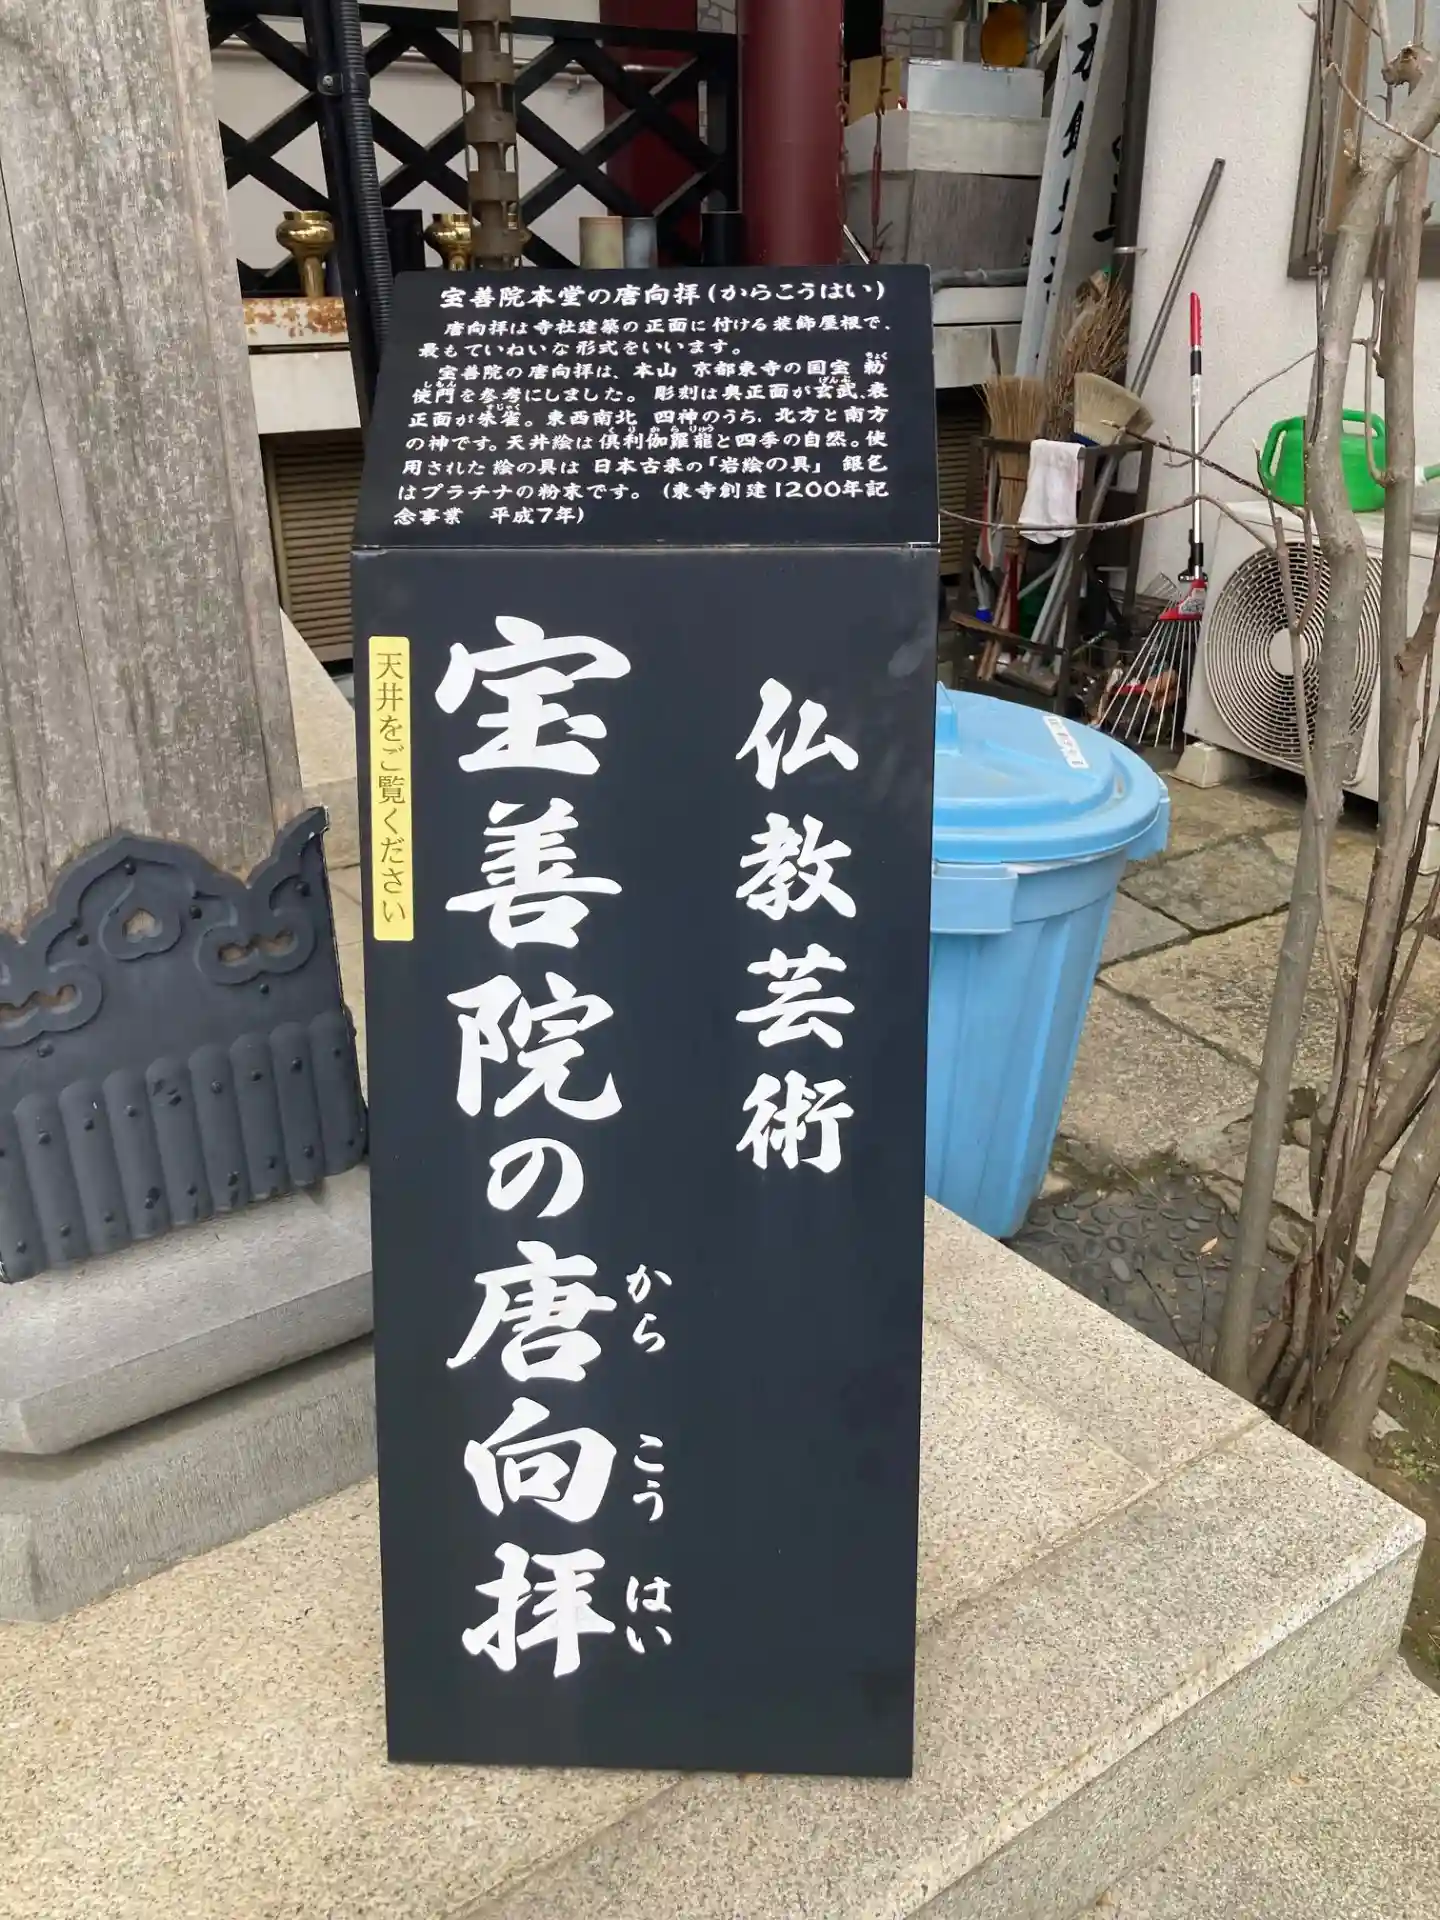 宝善院本堂の唐向拝(からこうはい)
唐向拝は寺社建築の正面に付ける装飾屋根で、
最もていねいな形式をいいます。
宝善院の唐向拝は、本山 京都東寺の国宝 勅
使門を参考にしました。彫刻は奥正面が玄武、表
正面が朱雀。東西南北 四神のうち、北方と南方
の神です。天井絵は倶利伽羅龍と四季の自然。使
用された絵の具は 日本古来の「岩絵の具」 銀色
はプラチナの粉末です。(東寺創建1200年記
念事業 平成7年)
仏教芸術
宝善院の唐向拝
から こう はい
天井をご覧ください